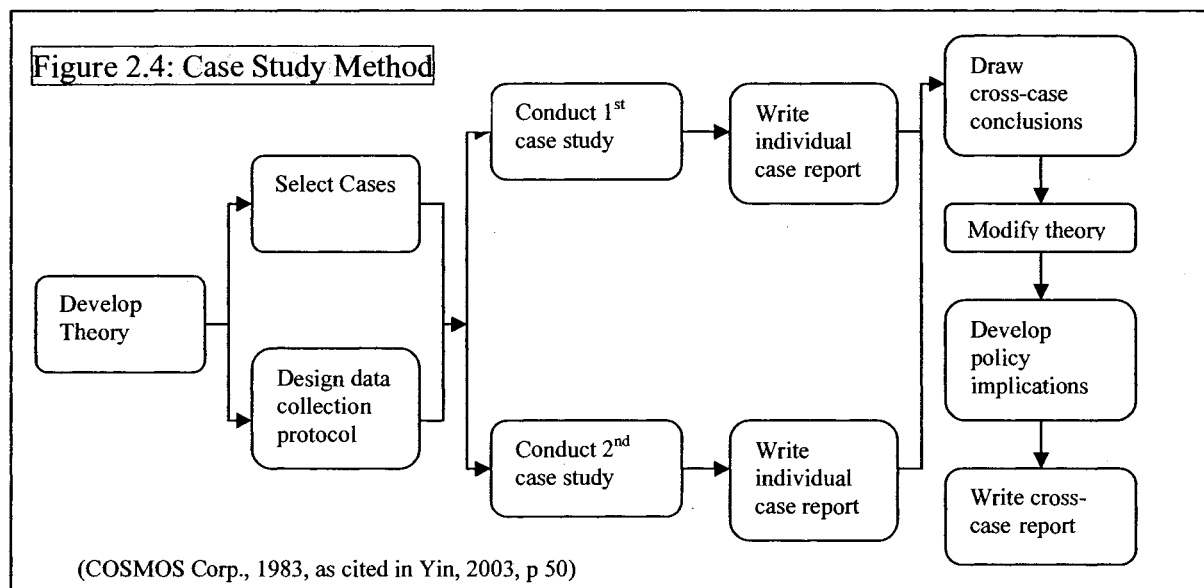 Figure 2.4: Case Study Method
Develop
Theory
Select Cases
Design data
collection
protocol
Conduct 1st
case study
Write
individual
case report
Conduct 2nd
case study
Write
individual
case report
Draw
cross-case
conclusions
Modify theory
Develop
policy
implications
Write cross-
case report
(COSMOS Corp., 1983, as cited in Yin, 2003, p 50)